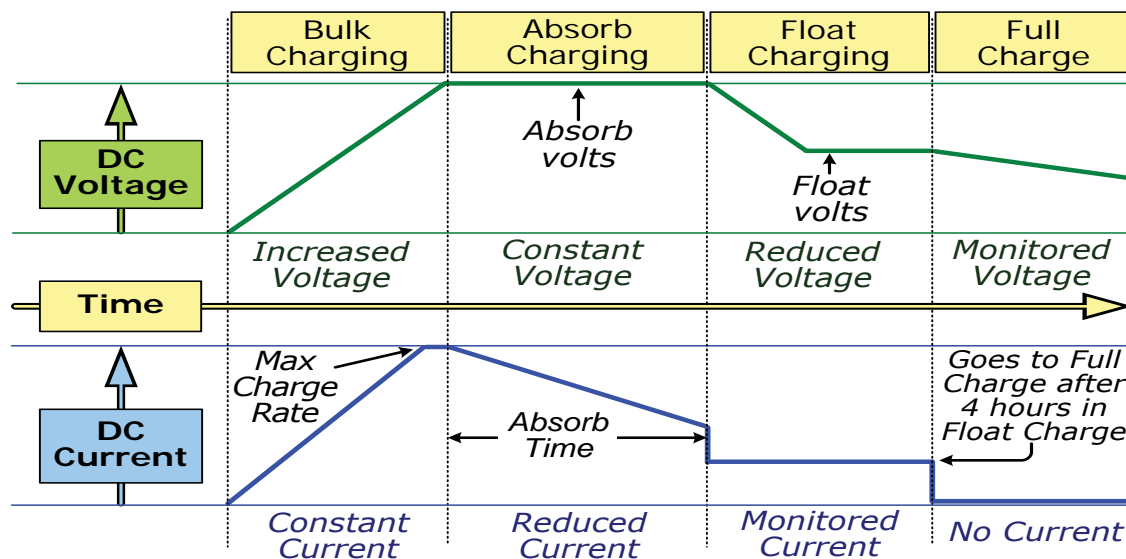 Bulk
Charging
Absorb
Charging
Float
Charging
Full
Charge
DC
Voltage
Absorb
volts
Float
volts
Increased
Voltage
Constant
Voltage
Reduced
Voltage
Monitored
Voltage
Time
DC
Current
Max
Charge
Rate
Absorb
Time
Goes to Full
Charge after
4 hours in
Float Charge
Constant
Current
Reduced
Current
Monitored
Current
No Current